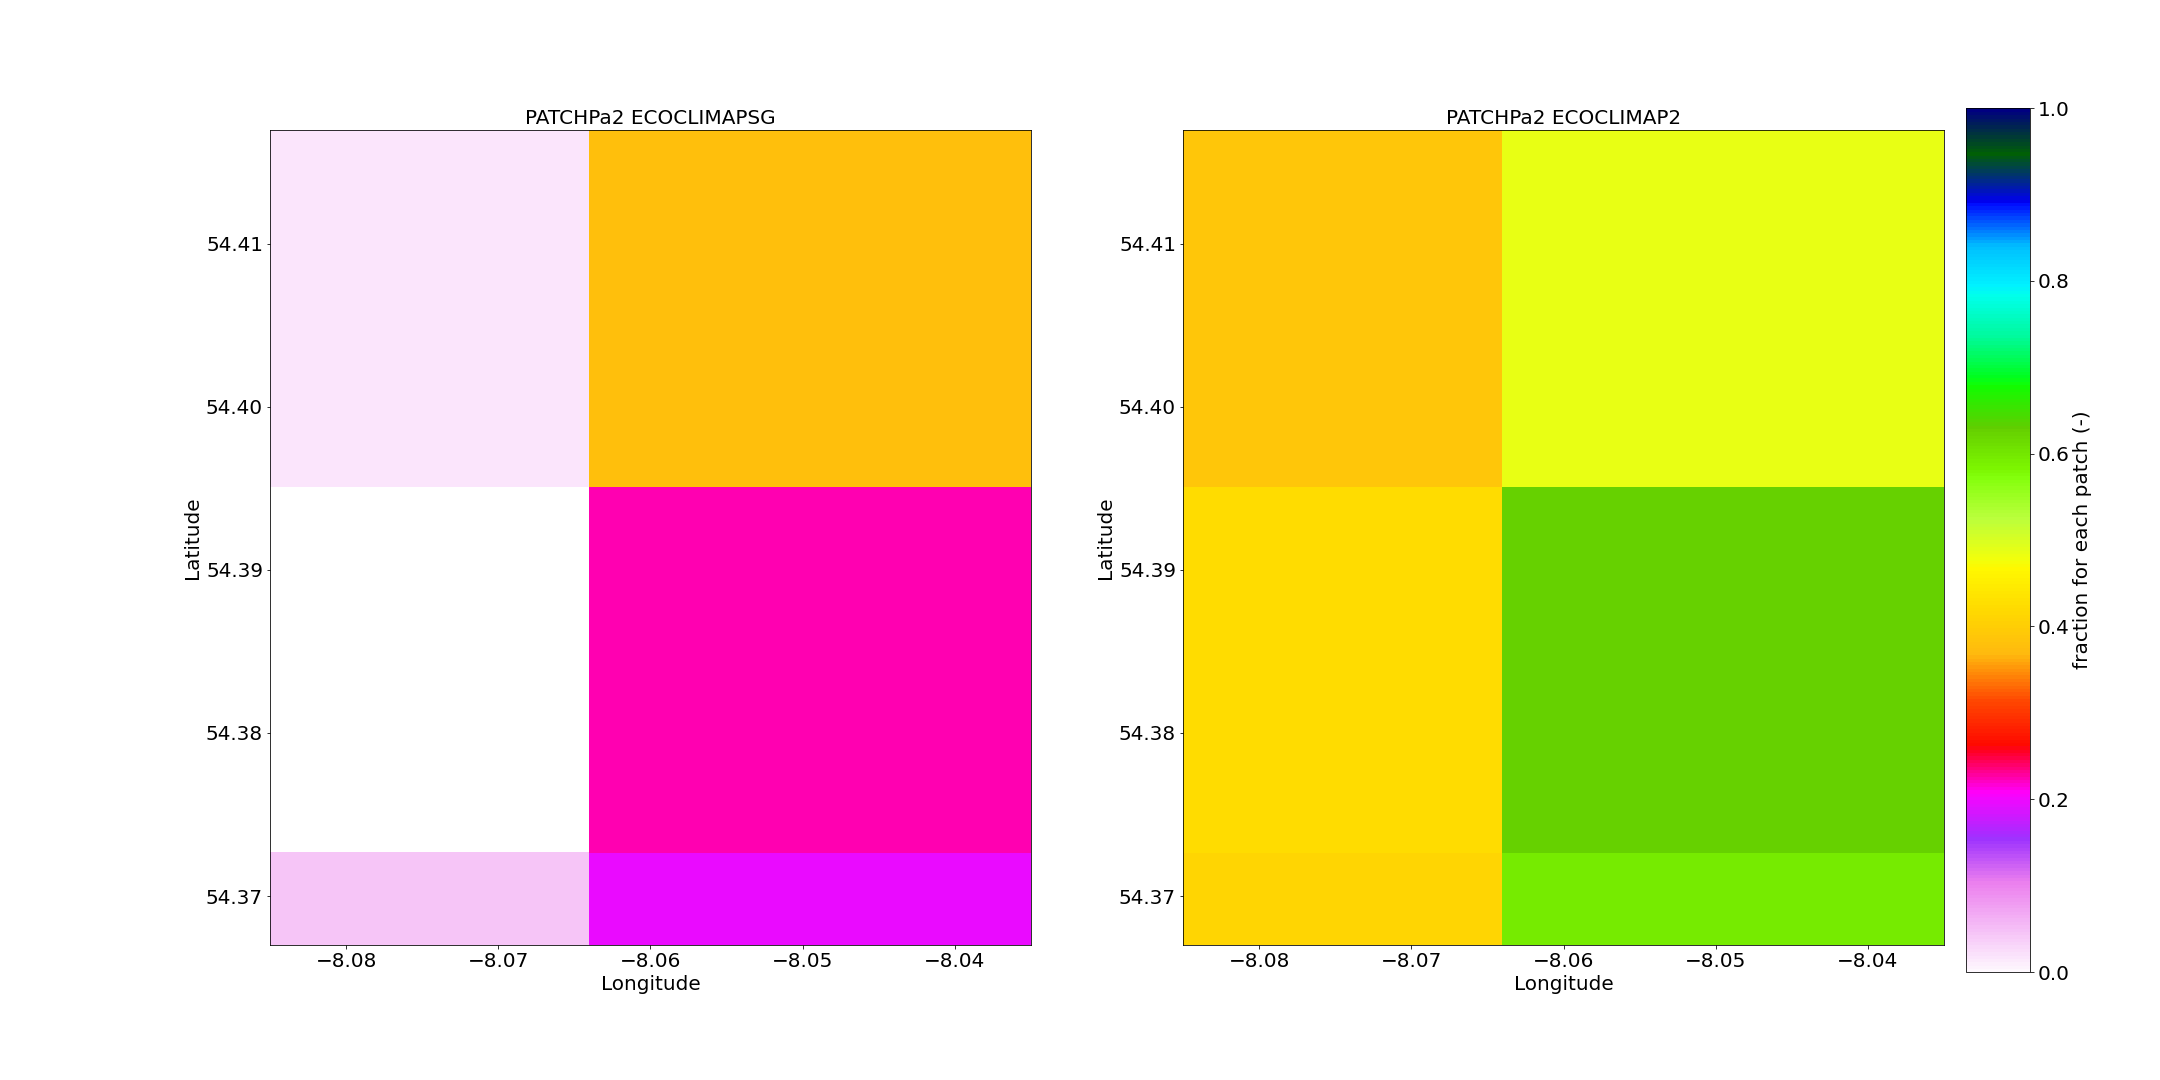 PATCHPa2 ECOCLIMAPSG
54.41
54.40
54.39
54.38
54.37
Latitude
−8.08 −8.07 −8.06 −8.05 −8.04
Longitude
PATCHPa2 ECOCLIMAP2
54.41
54.40
54.39
54.38
54.37
Latitude
−8.08 −8.07 −8.06 −8.05 −8.04
Longitude
1.0
0.8
0.6
0.4
0.2
0.0
fraction for each patch (-)